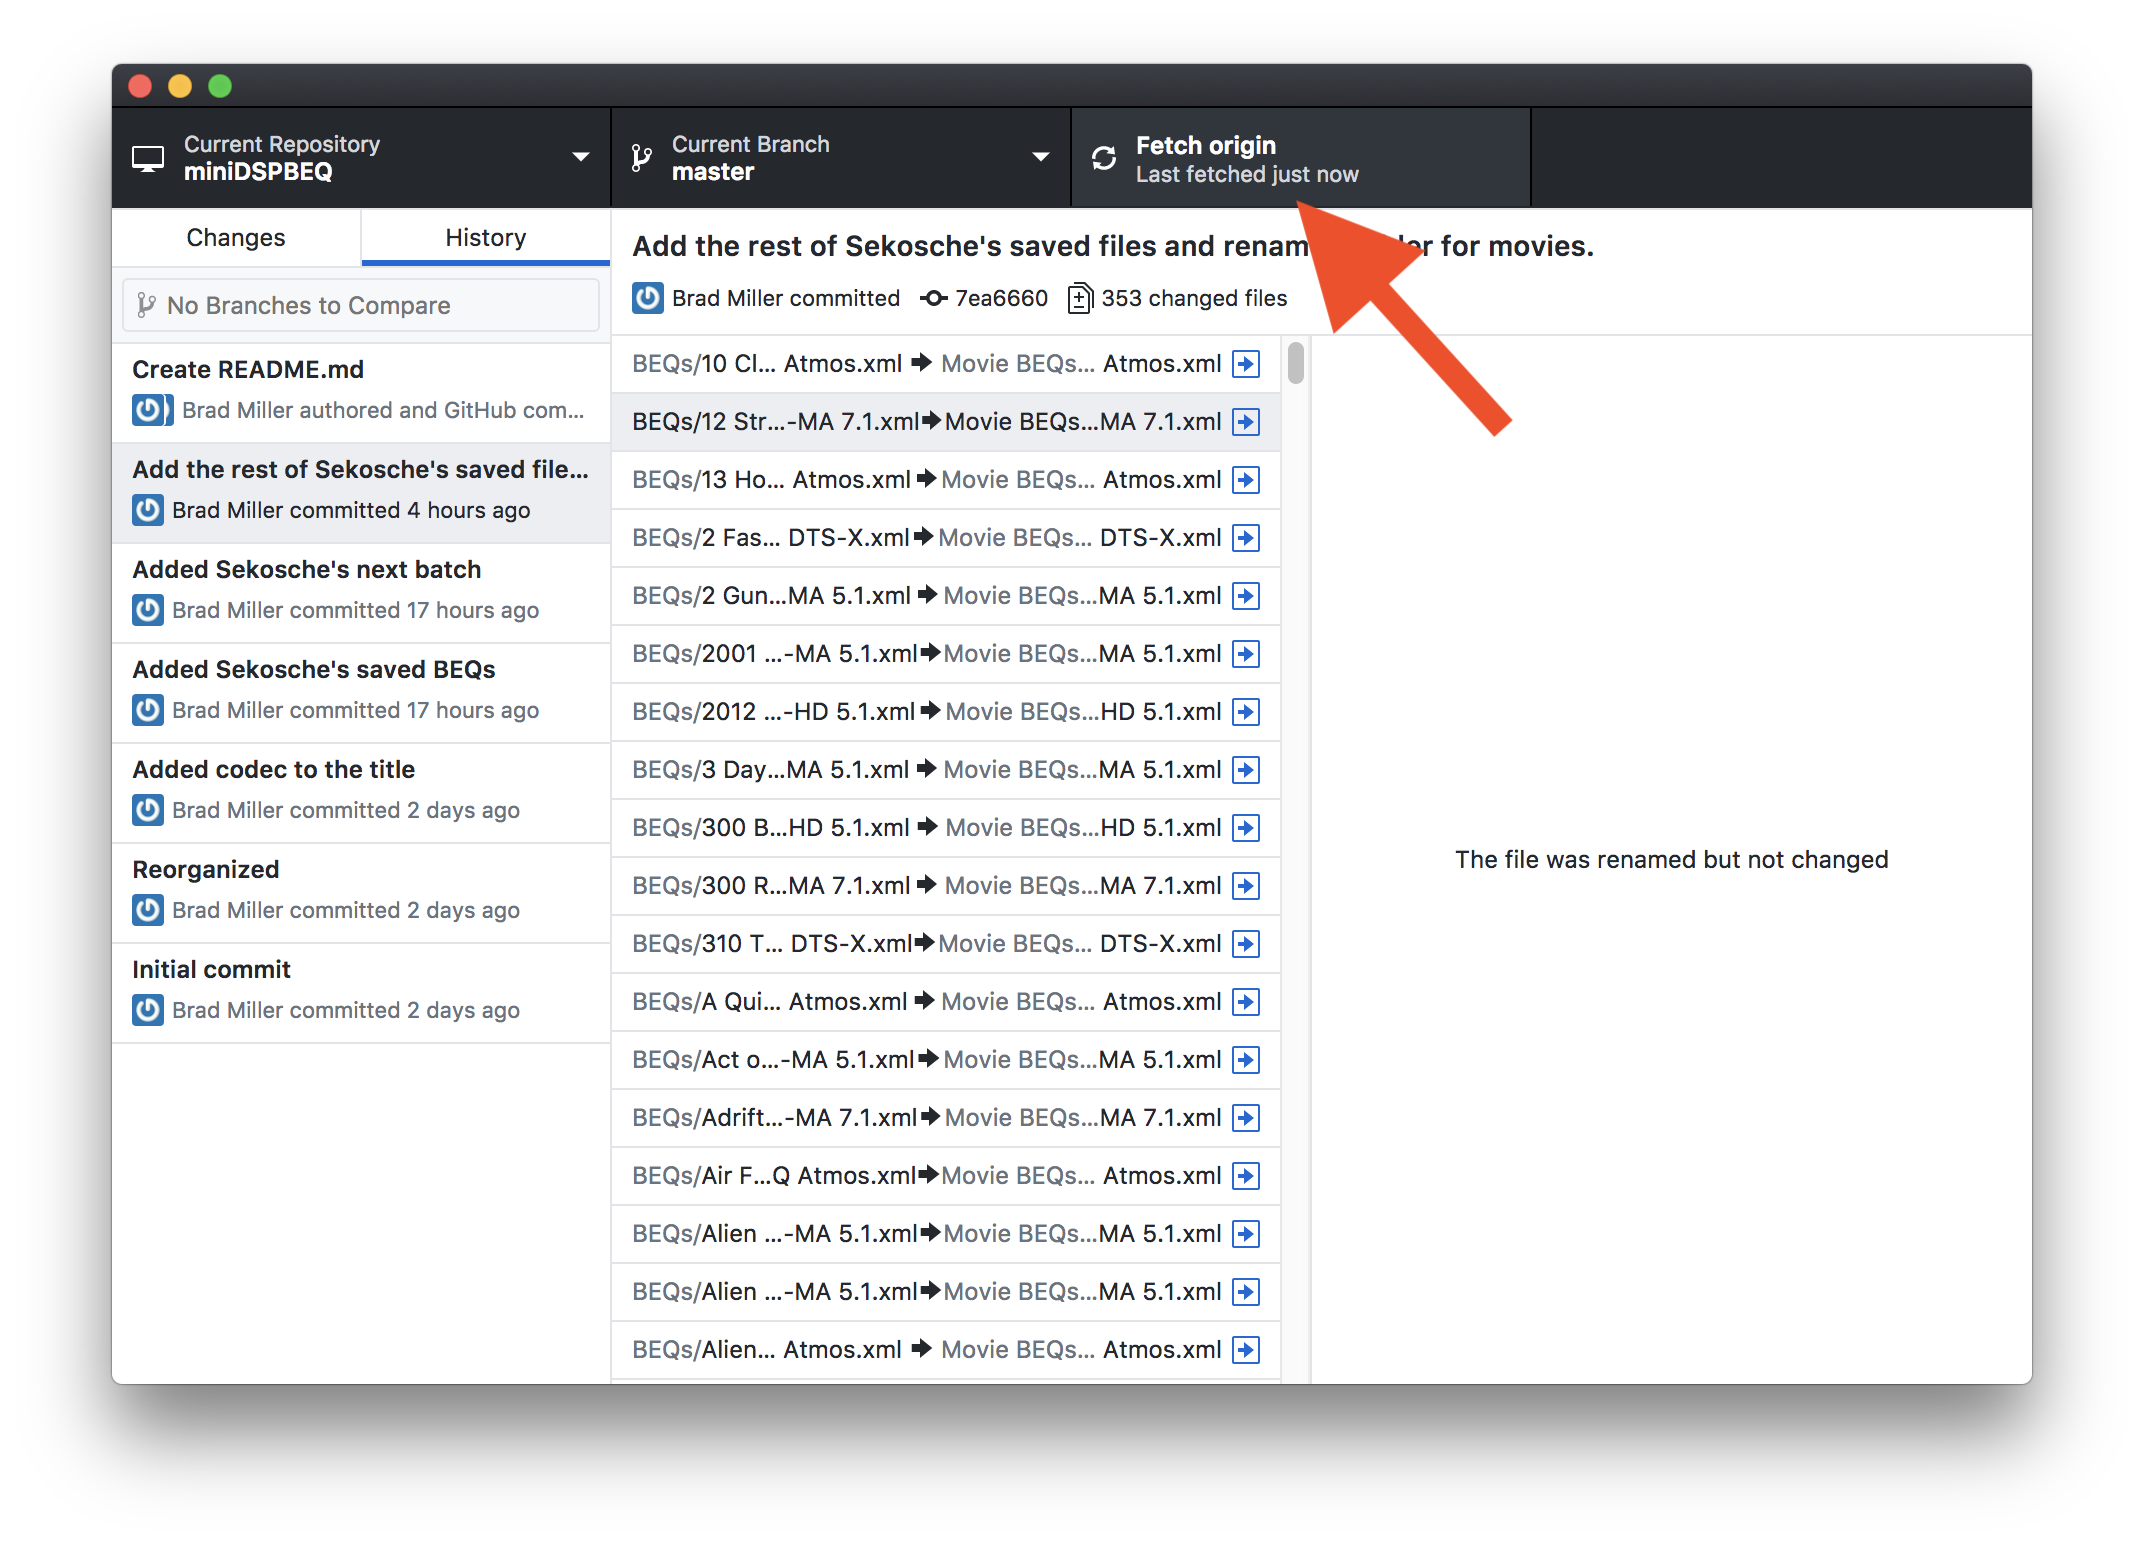 Current Repository
miniDSPBEQ
Current Branch
master
Fetch origin
Last fetched just now
Changes
History
No Branches to Compare
Create README.md
Brad Miller authored and GitHub com...
Add the rest of Sekosche's saved file...
Brad Miller committed 4 hours ago
Added Sekosche's next batch
Brad Miller committed 17 hours ago
Added Sekosche's saved BEQs
Brad Miller committed 17 hours ago
Added codec to the title
Brad Miller committed 2 days ago
Reorganized
Brad Miller committed 2 days ago
Initial commit
Brad Miller committed 2 days ago
Add the rest of Sekosche's saved files and for movies.
Brad Miller committed 7ea6660 353 changed files
BEQs/10 Cl... Atmos.xml Movie BEQs... Atmos.xml
BEQs/12 Str...-MA 7.1.xml Movie BEQs...MA 7.1.xml
BEQs/13 Ho... Atmos.xml Movie BEQs... Atmos.xml
BEQs/2 Fas... DTS-X.xml Movie BEQs... DTS-X.xml
BEQs/2 Gun...MA 5.1.xml Movie BEQs...MA 5.1.xml
BEQs/2001 ...-MA 5.1.xml Movie BEQs...MA 5.1.xml
BEQs/2012 ...-HD 5.1.xml Movie BEQs...HD 5.1.xml
BEQs/3 Day...MA 5.1.xml Movie BEQs...MA 5.1.xml
BEQs/300 B...HD 5.1.xml Movie BEQs...HD 5.1.xml
BEQs/300 R...MA 7.1.xml Movie BEQs...MA 7.1.xml
BEQs/310 T... DTS-X.xml Movie BEQs... DTS-X.xml
BEQs/A Qui... Atmos.xml Movie BEQs... Atmos.xml
BEQs/Act o...-MA 5.1.xml Movie BEQs...MA 5.1.xml
BEQs/Adrift...-MA 7.1.xml Movie BEQs...MA 7.1.xml
BEQs/Air F...Q Atmos.xml Movie BEQs... Atmos.xml
BEQs/Alien ...-MA 5.1.xml Movie BEQs...MA 5.1.xml
BEQs/Alien ...-MA 5.1.xml Movie BEQs...MA 5.1.xml
BEQs/Alien... Atmos.xml Movie BEQs... Atmos.xml
The file was renamed but not changed